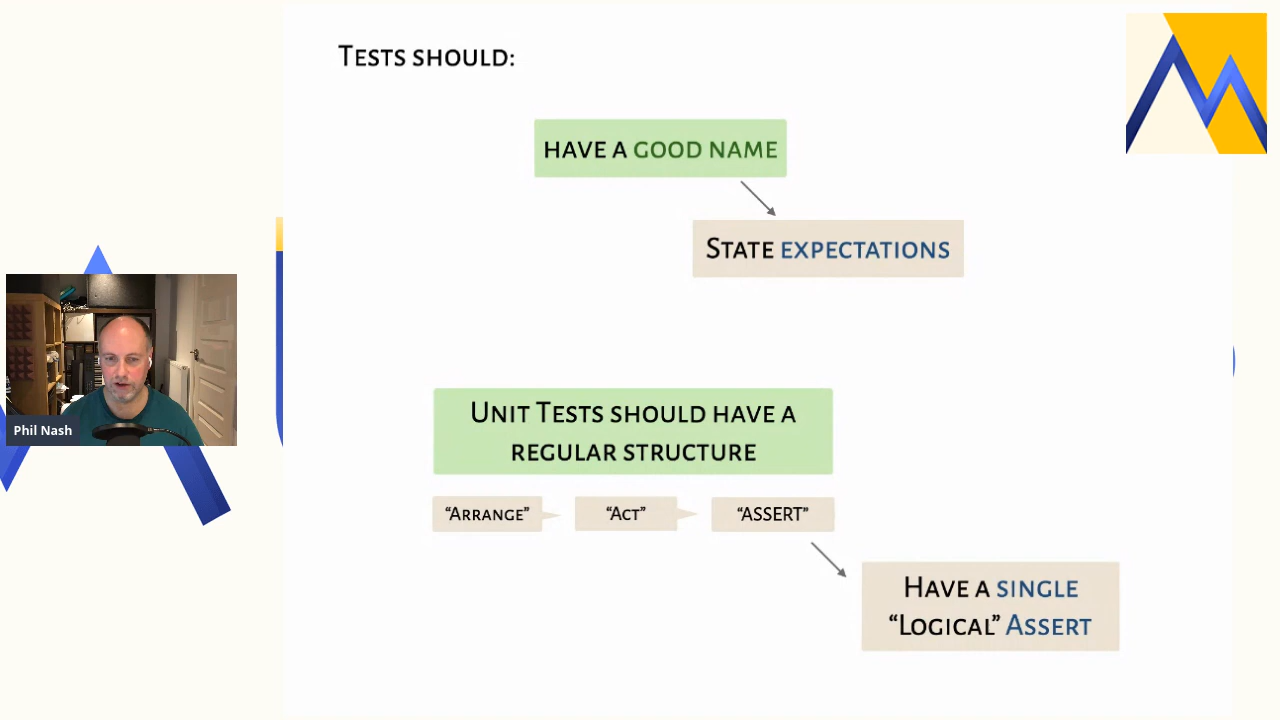 Tests should:
have a good name
State expectations
Phil Nash
Unit Tests should have a
regular structure
“Arrange”
“Act”
“assert”
Have a single
“Logical” Assert